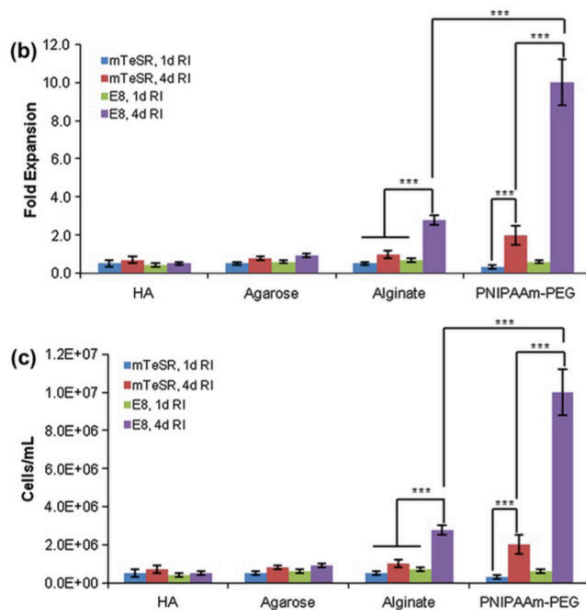 (b)
mTeSR, 1d RI
mTeSR, 4d RI
E8, 1d RI
E8, 4d RI
***
***
***
***
Fold Expansion
12.0
10.0
8.0
6.0
4.0
2.0
0.0
HA Agarose Alginate PNIPAAm-PEG
(c)
mTeSR, 1d RI
mTeSR, 4d RI
E8, 1d RI
E8, 4d RI
***
***
***
***
Cells/mL
1.2E+07
1.0E+07
8.0E+06
6.0E+06
4.0E+06
2.0E+06
0.0E+00
HA Agarose Alginate PNIPAAm-PEG